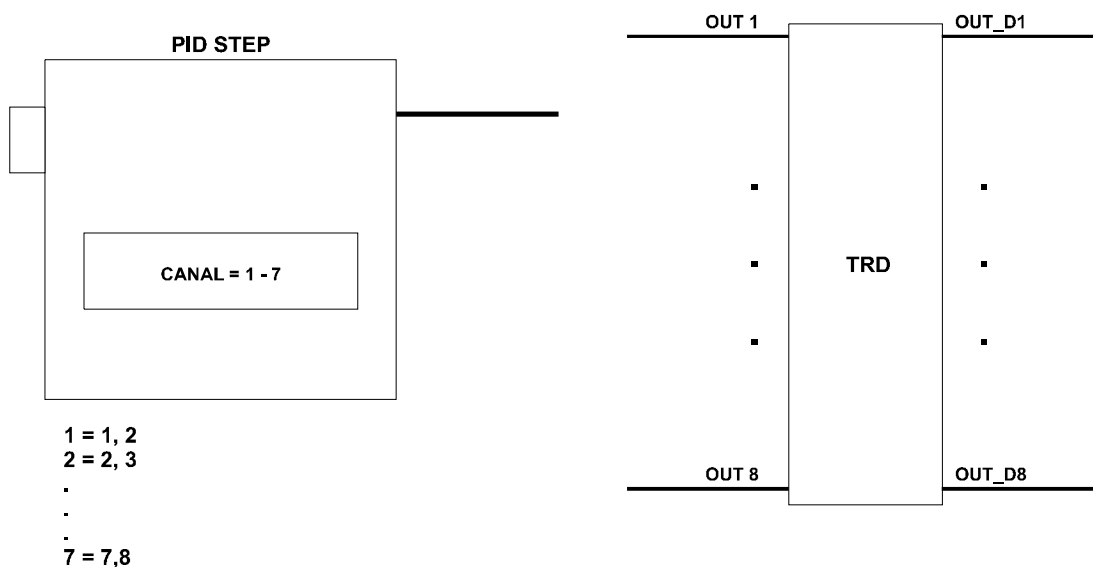 PID STEP
CANAL = 1 - 7
1 = 1, 2
2 = 2, 3
.
.
.
7 = 7,8
OUT 1
OUT_D1
TRD
OUT 8
OUT_D8